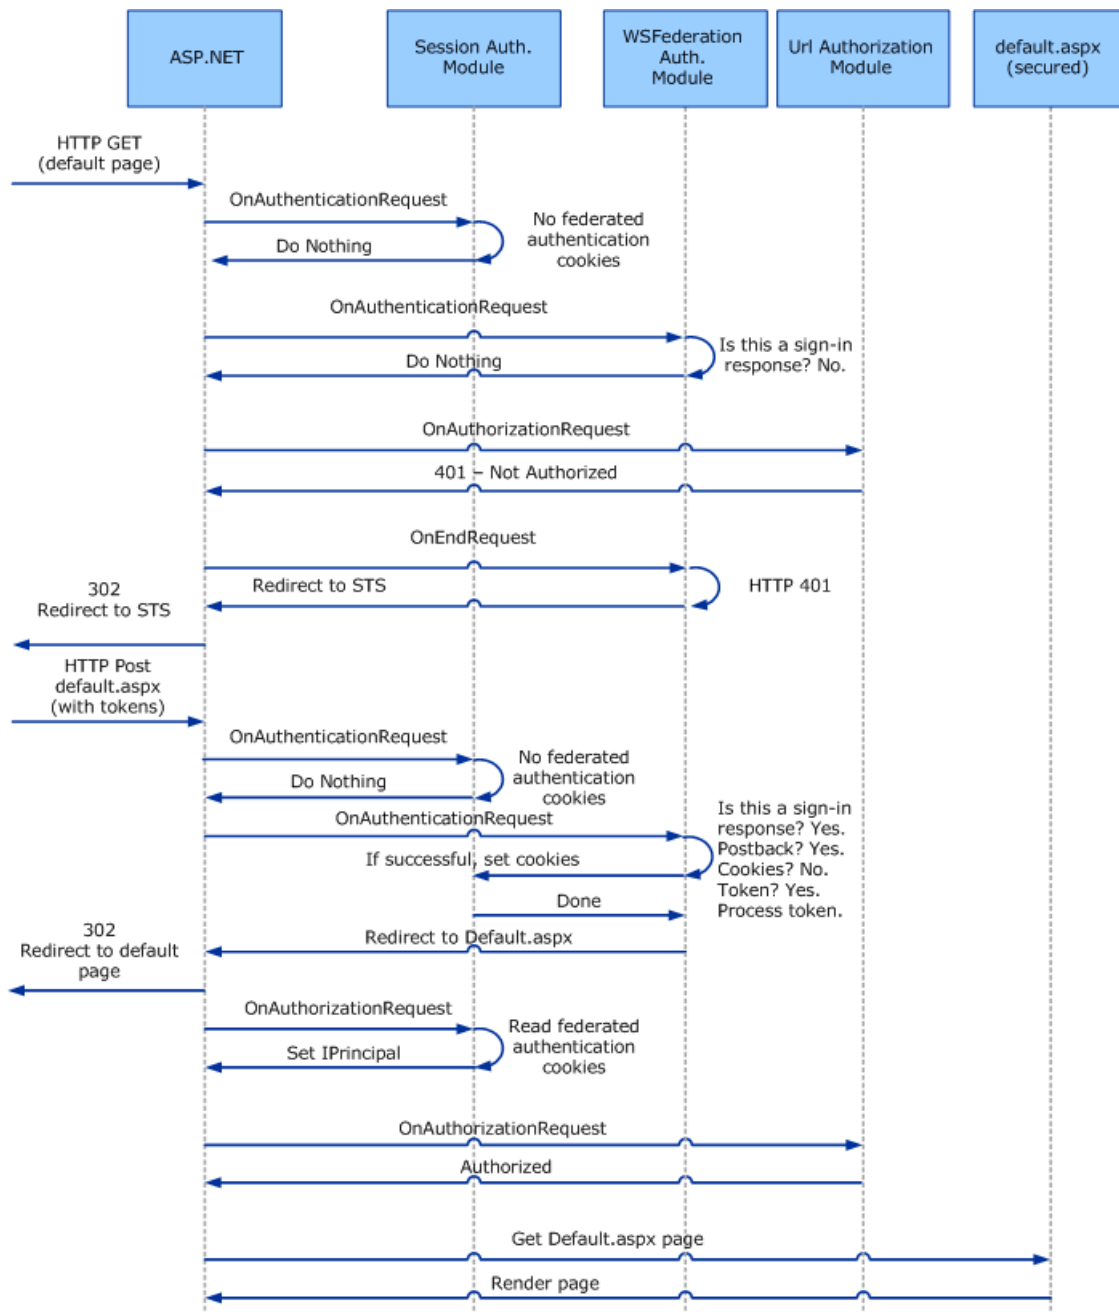 ASP.NET
Session Auth.
Module
WSFederation
Auth.
Module
Url Authorization
Module
default.aspx
(secured)
HTTP GET
(default page)
OnAuthenticationRequest
No federated
authentication
cookies
Do Nothing
OnAuthenticationRequest
Is this a sign-in
response? No.
Do Nothing
OnAuthorizationRequest
401 – Not Authorized
OnEndRequest
HTTP 401
Redirect to STS
302
Redirect to STS
HTTP Post
default.aspx
(with tokens)
OnAuthenticationRequest
No federated
authentication
cookies
Do Nothing
OnAuthenticationRequest
Is this a sign-in
response? Yes.
Postback? Yes.
Cookies? No.
Token? Yes.
Process token.
If successful, set cookies
Done
Redirect to Default.aspx
302
Redirect to default
page
OnAuthorizationRequest
Read federated
authentication
cookies
Set IPrincipal
OnAuthorizationRequest
Authorized
Get Default.aspx page
Render page